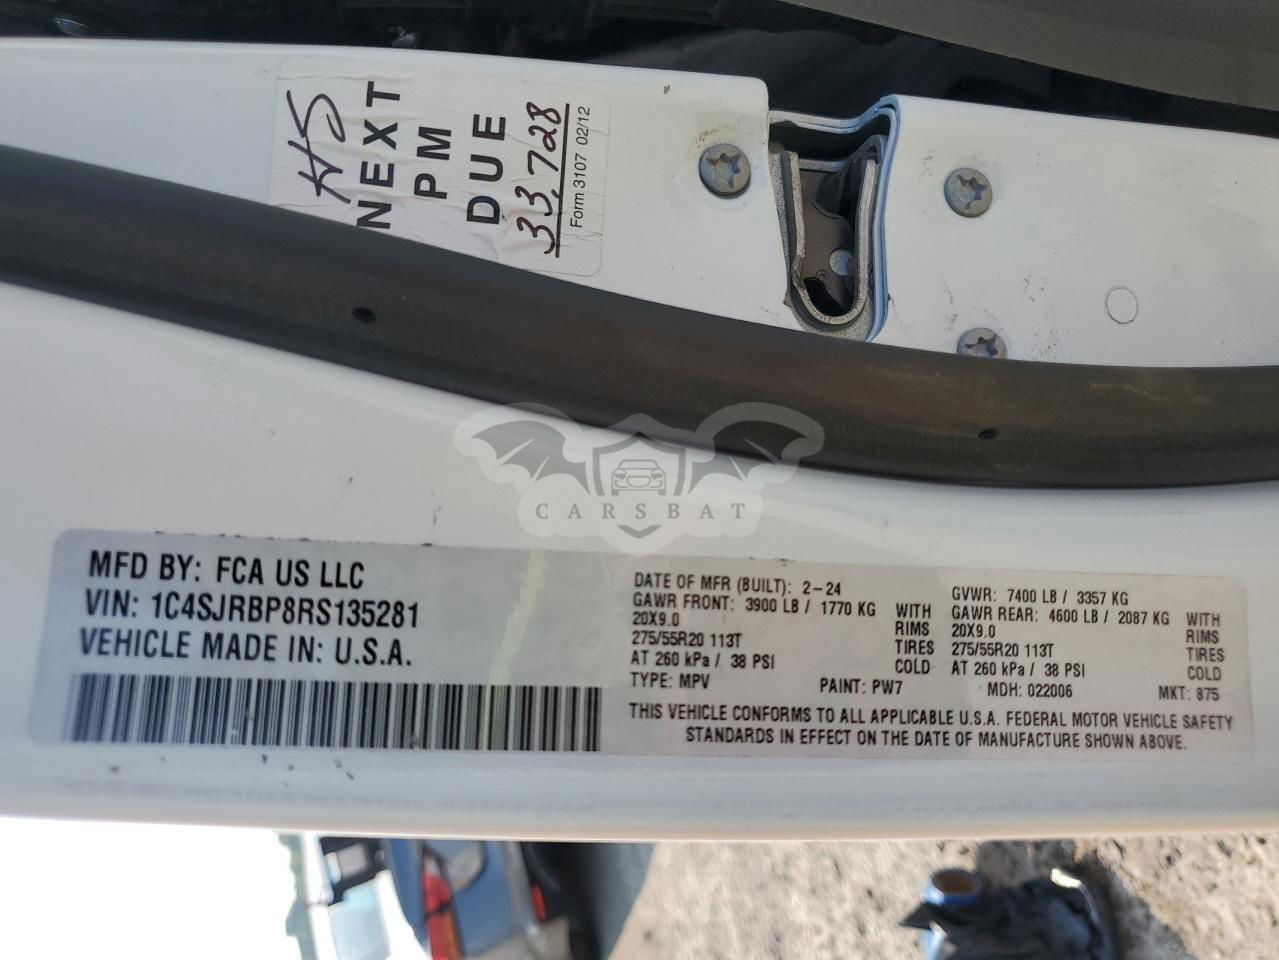 H5
NEXT
PM
DUE
33,728
Form 3107 02/12
CARSBAT
MFD BY: FCA US LLC
VIN: 1C4SJRBP8RS135281
VEHICLE MADE IN: U.S.A.
DATE OF MFR (BUILT): 2-24
GAWR FRONT: 3900 LB / 1770 KG WITH
20X9.0 RIMS
275/55R20 113T TIRES
AT 260 kPa / 38 PSI COLD
TYPE: MPV PAINT: PW7
GVWR: 7400 LB / 3357 KG
GAWR REAR: 4600 LB / 2087 KG WITH
20X9.0 RIMS
275/55R20 113T TIRES
AT 260 kPa / 38 PSI COLD
MDH: 022006 MKT: 875
THIS VEHICLE CONFORMS TO ALL APPLICABLE U.S.A. FEDERAL MOTOR VEHICLE SAFETY
STANDARDS IN EFFECT ON THE DATE OF MANUFACTURE SHOWN ABOVE.